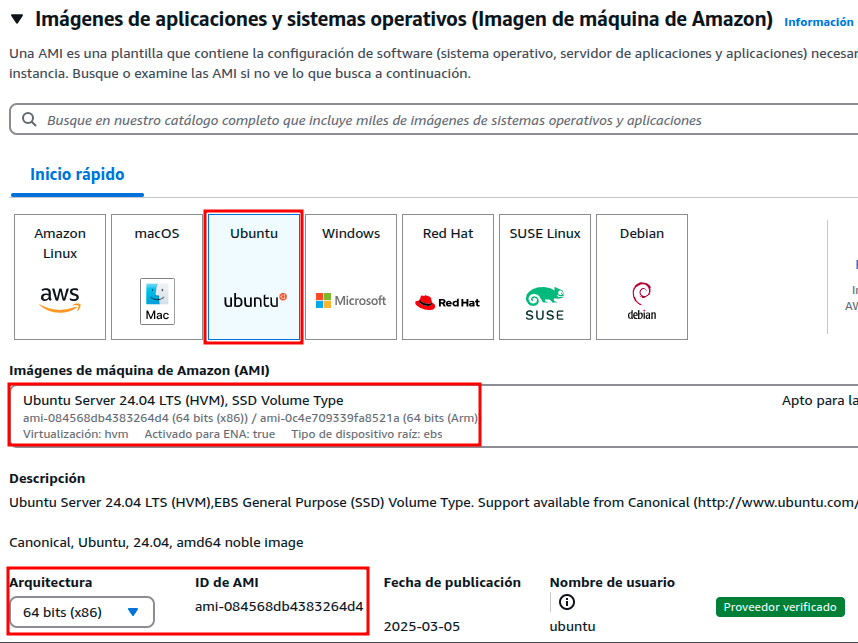 Imágenes de aplicaciones y sistemas operativos (Imagen de máquina de Amazon) Información
Una AMI es una plantilla que contiene la configuración de software (sistema operativo, servidor de aplicaciones y aplicaciones) necesar
instancia. Busque o examine las AMI si no ve lo que busca a continuación.
Busque en nuestro catálogo completo que incluye miles de imágenes de sistemas operativos y aplicaciones
Inicio rápido
Amazon Linux
aws
macOS
Mac
Ubuntu
ubuntu
Windows
Microsoft
Red Hat
Red Hat
SUSE Linux
SUSE
Debian
debian
AW
Imágenes de máquina de Amazon (AMI)
Ubuntu Server 24.04 LTS (HVM), SSD Volume Type
Apto para la
ami-084568db4383264d4 (64 bits (x86)) / ami-0c4e709339fa8521a (64 bits (Arm)
Virtualización: hvm Activado para ENA: true Tipo de dispositivo raíz: ebs
Descripción
Ubuntu Server 24.04 LTS (HVM),EBS General Purpose (SSD) Volume Type. Support available from Canonical (http://www.ubuntu.com/
Canonical, Ubuntu, 24.04, amd64 noble image
Arquitectura
64 bits (x86)
ID de AMI
ami-084568db4383264d4
Fecha de publicación
2025-03-05
Nombre de usuario
ubuntu
Proveedor verificado